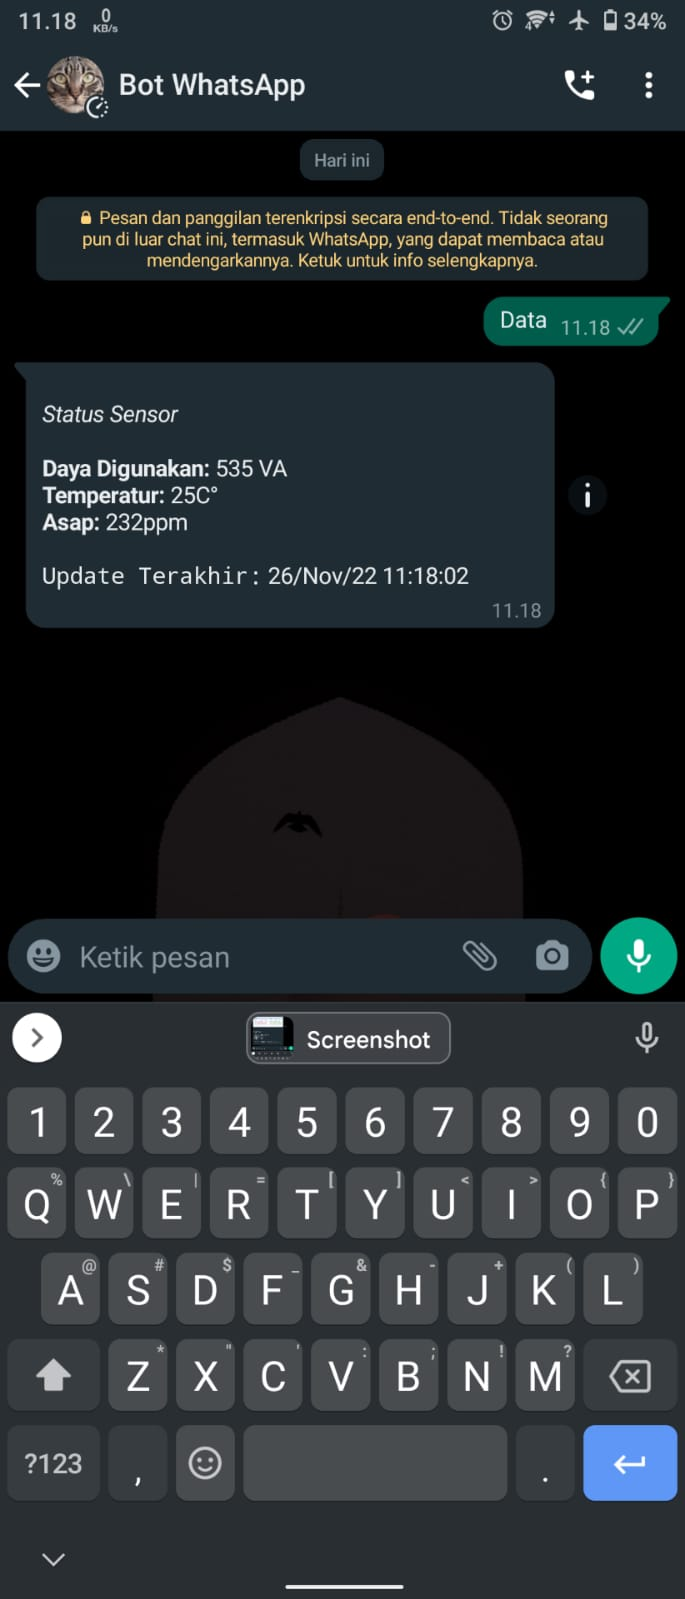 11.18 0 KB/s 4 34%
Bot WhatsApp
Hari ini
Pesan dan panggilan terenkripsi secara end-to-end. Tidak seorang
pun di luar chat ini, termasuk WhatsApp, yang dapat membaca atau
mendengarkannya. Ketuk untuk info selengkapnya.
Data 11.18
Status Sensor
Daya Digunakan: 535 VA
Temperatur: 25C°
Asap: 232ppm
Update Terakhir: 26/Nov/22 11:18:02
11.18
Ketik pesan
Screenshot
1 2 3 4 5 6 7 8 9 0
% \ | = [ ] < > { }
Q W E R T Y U I O P
@ # $ _ & - + ( )
A S D F G H J K L
* " ' : ; ! ?
Z X C V B N M
?123 , .